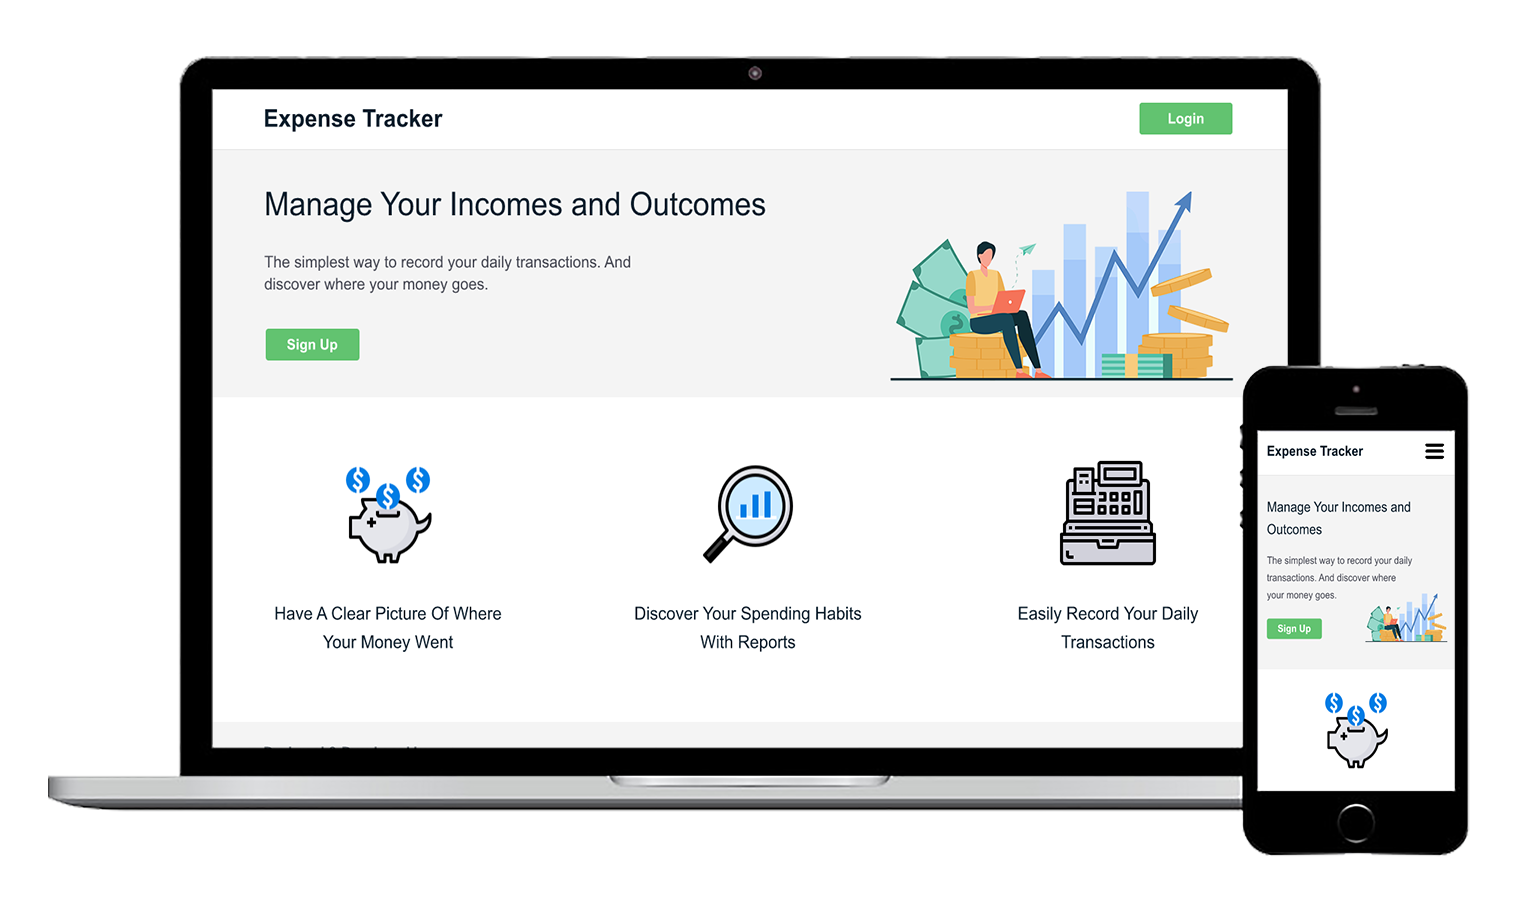 Expense Tracker
Login
Manage Your Incomes and Outcomes
The simplest way to record your daily transactions. And
discover where your money goes.
Sign Up
Have A Clear Picture Of Where
Your Money Went
Discover Your Spending Habits
With Reports
Easily Record Your Daily
Transactions
Expense Tracker
Manage Your Incomes and
Outcomes
The simplest way to record your daily
transactions. And discover where
your money goes.
Sign Up